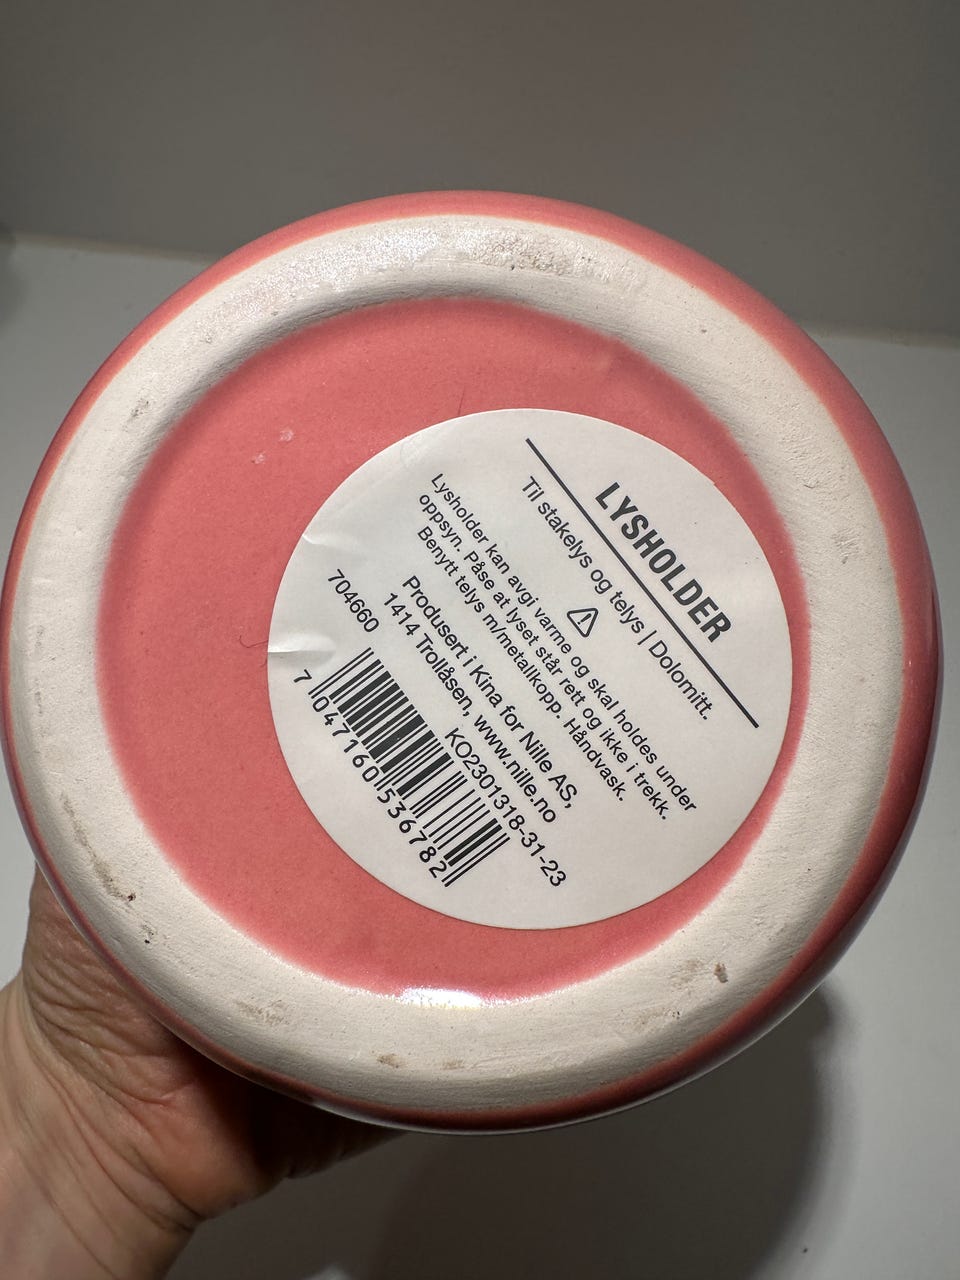 LYSHOLDER
Til stakelys og telys | Dolomitt.
Lysholder kan avgi varme og skal holdes under
oppsyn. Påse at lyset står rett og ikke i trekk.
Benytt telys m/metallkopp. Håndvask.
Produsert i Kina for Nille AS,
1414 Trollåsen, www.nille.no
704660
KO2301318-31-23
7 047160 536782